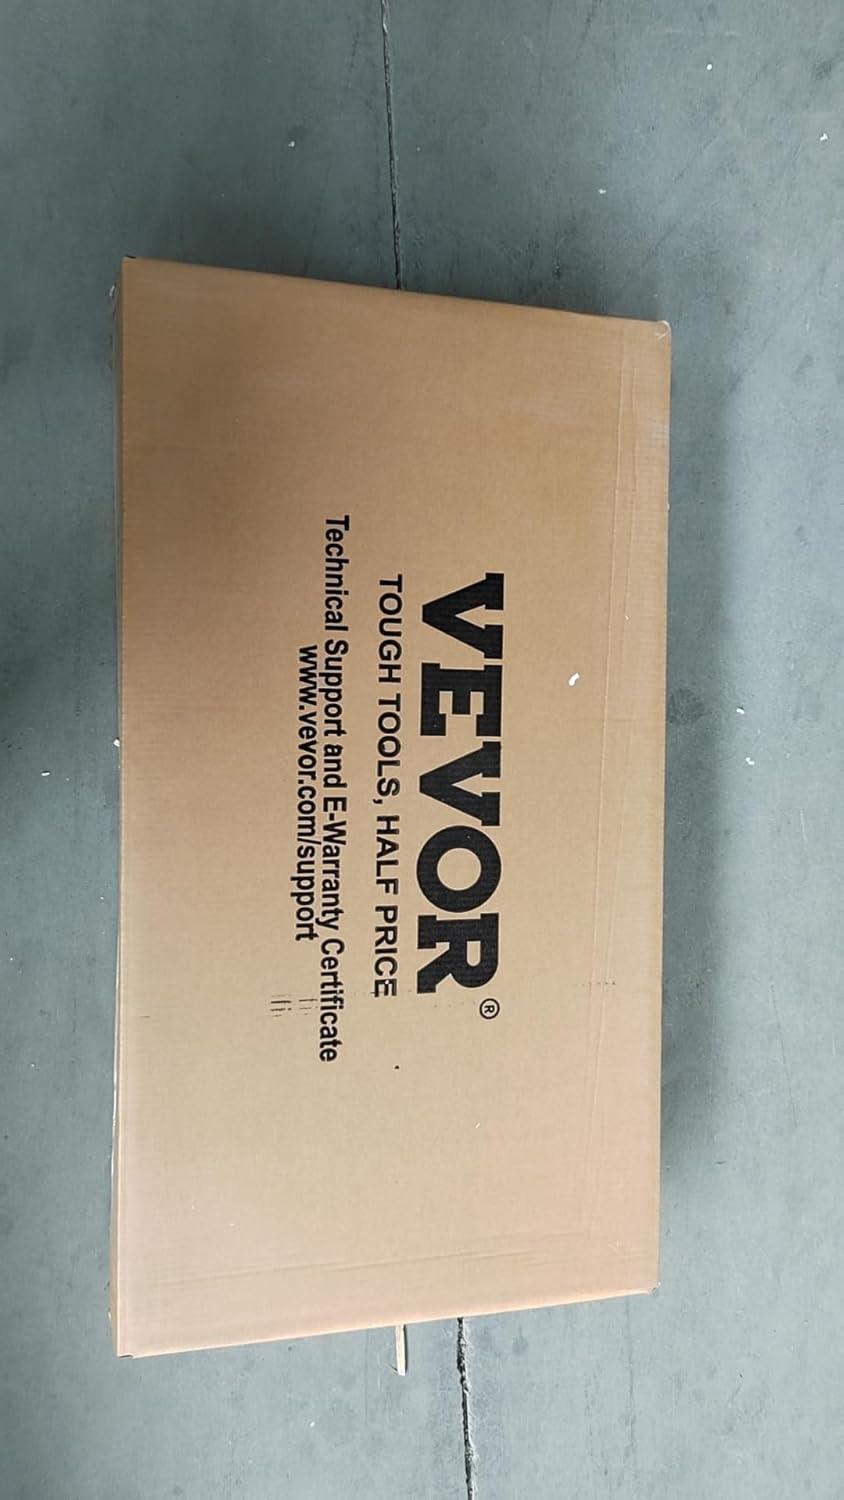 VEVOR®
TOUGH TOOLS, HALF PRICE
Technical Support and E-Warranty Certificate
www.vevor.com/support